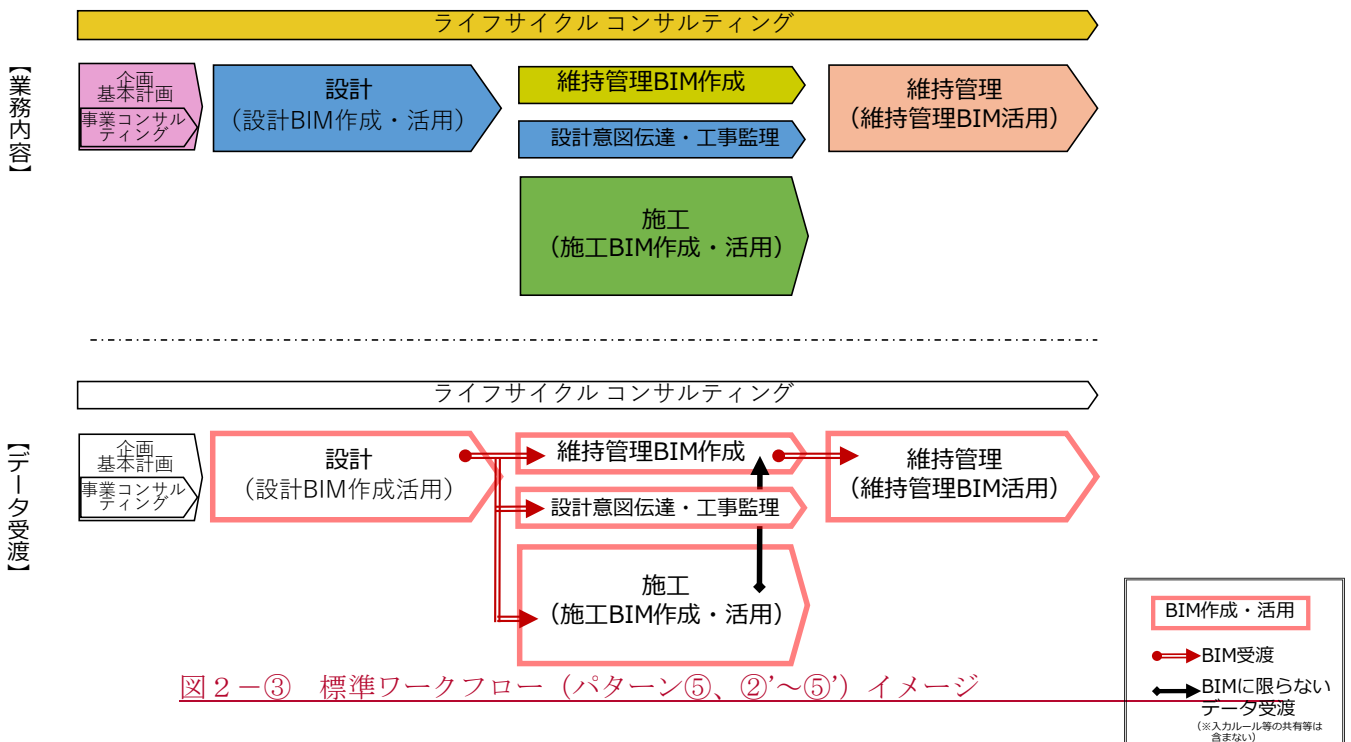 ライフサイクル コンサルティング
【業務内容】
企画
基本計画
事業コンサル
ティング
設計
（設計BIM作成・活用）
維持管理BIM作成
設計意図伝達・工事監理
施工
（施工BIM作成・活用）
維持管理
（維持管理BIM活用）
ライフサイクル コンサルティング
【データ受渡】
企画
基本計画
事業コンサル
ティング
設計
（設計BIM作成活用）
維持管理BIM作成
設計意図伝達・工事監理
施工
（施工BIM作成・活用）
維持管理
（維持管理BIM活用）
BIM作成・活用
BIM受渡
BIMに限らない
データ受渡
（※入力ルール等の共有等は
含まない）
図２－③　標準ワークフロー（パターン⑤、②’～⑤’）イメージ